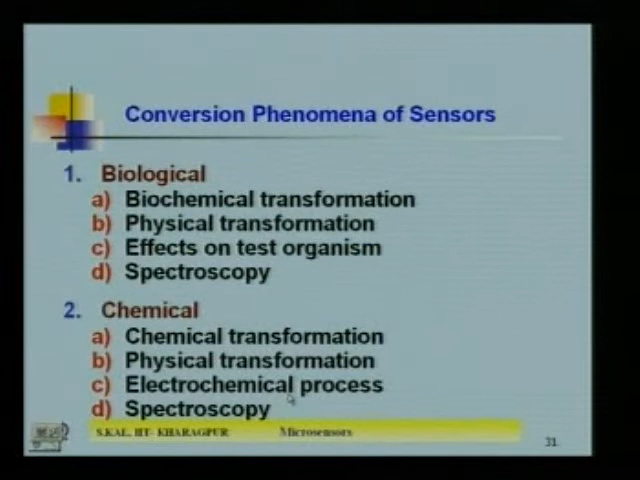 Conversion Phenomena of Sensors
1. Biological
a) Biochemical transformation
b) Physical transformation
c) Effects on test organism
d) Spectroscopy
2. Chemical
a) Chemical transformation
b) Physical transformation
c) Electrochemical process
d) Spectroscopy
S.KAL, IIT- KHARAGPUR Microsensors 31